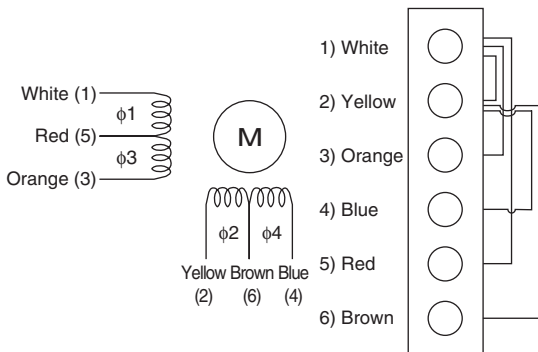 White (1)
ϕ1
Red (5)
ϕ3
Orange (3)
M
ϕ2
ϕ4
Yellow Brown Blue
(2) (6) (4)
1) White
2) Yellow
3) Orange
4) Blue
5) Red
6) Brown